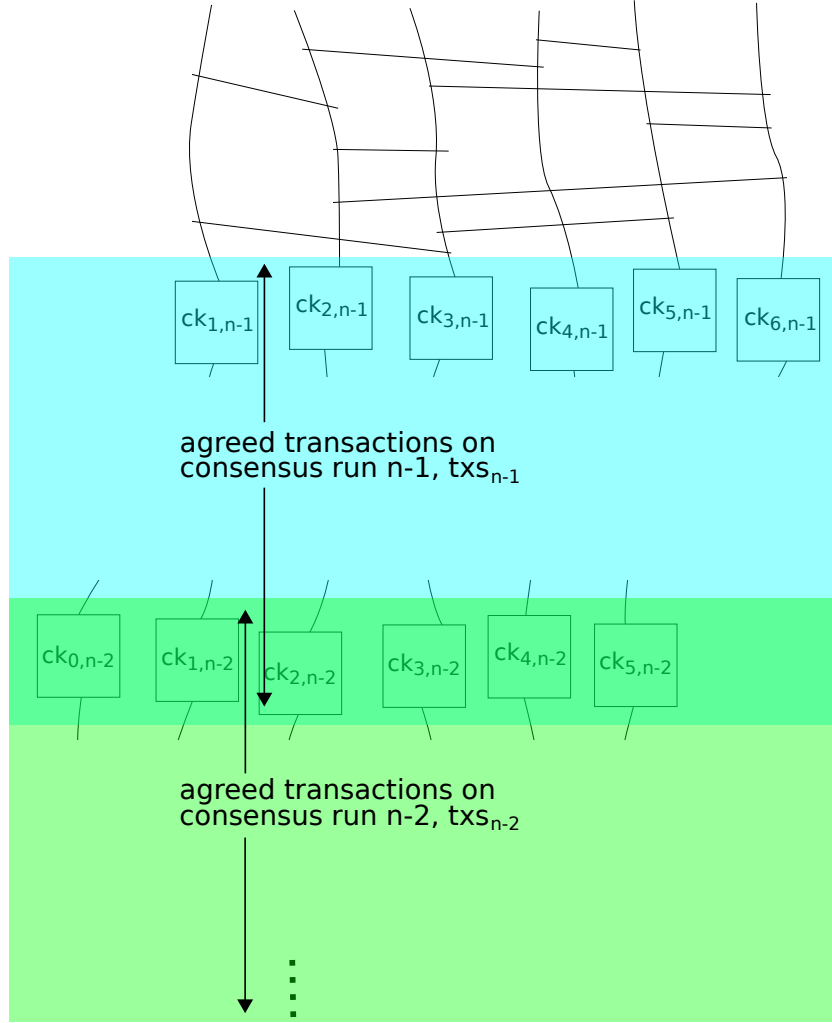 ck1,n-1 ck2,n-1 ck3,n-1 ck4,n-1 ck5,n-1 ck6,n-1
agreed transactions on
consensus run n-1, txsn-1
ck0,n-2 ck1,n-2 ck2,n-2 ck3,n-2 ck4,n-2 ck5,n-2
agreed transactions on
consensus run n-2, txsn-2